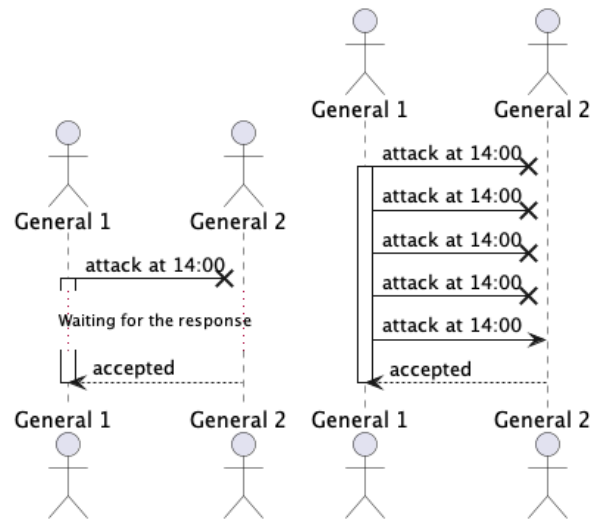 General 1 General 2
attack at 14:00
Waiting for the response
accepted
General 1 General 2
General 1 General 2
attack at 14:00
attack at 14:00
attack at 14:00
attack at 14:00
attack at 14:00
accepted
General 1 General 2